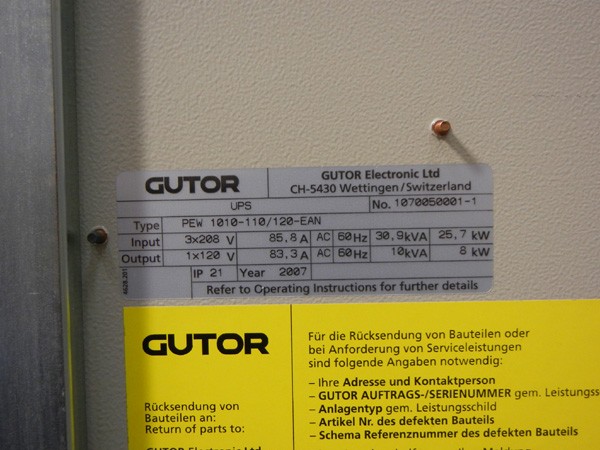 GUTOR
GUTOR Electronic Ltd
CH-5430 Wettingen/Switzerland
UPS
No. 1070050001-1
Type PEW 1010-110/120-EAN
Input 3x208 V 85,8 A AC 60Hz 30,9kVA 25,7 kW
Output 1x120 V 83,3 A AC 60Hz 10kVA 8 kW
IP 21 Year 2007
Refer to Operating Instructions for further details
GUTOR
Rücksendung von
Bauteilen an:
Return of parts to:
GUTOR Electronic Ltd
Für die Rücksendung von Bauteilen oder
bei Anforderung von Serviceleistungen
sind folgende Angaben notwendig:
– Ihre Adresse und Kontaktperson
– GUTOR AUFTRAGS-/SERIENUMMER gem. Leistungss
– Anlagentyp gem. Leistungsschild
– Artikel Nr. des defekten Bauteils
– Schema Referenznummer des defekten Bauteils